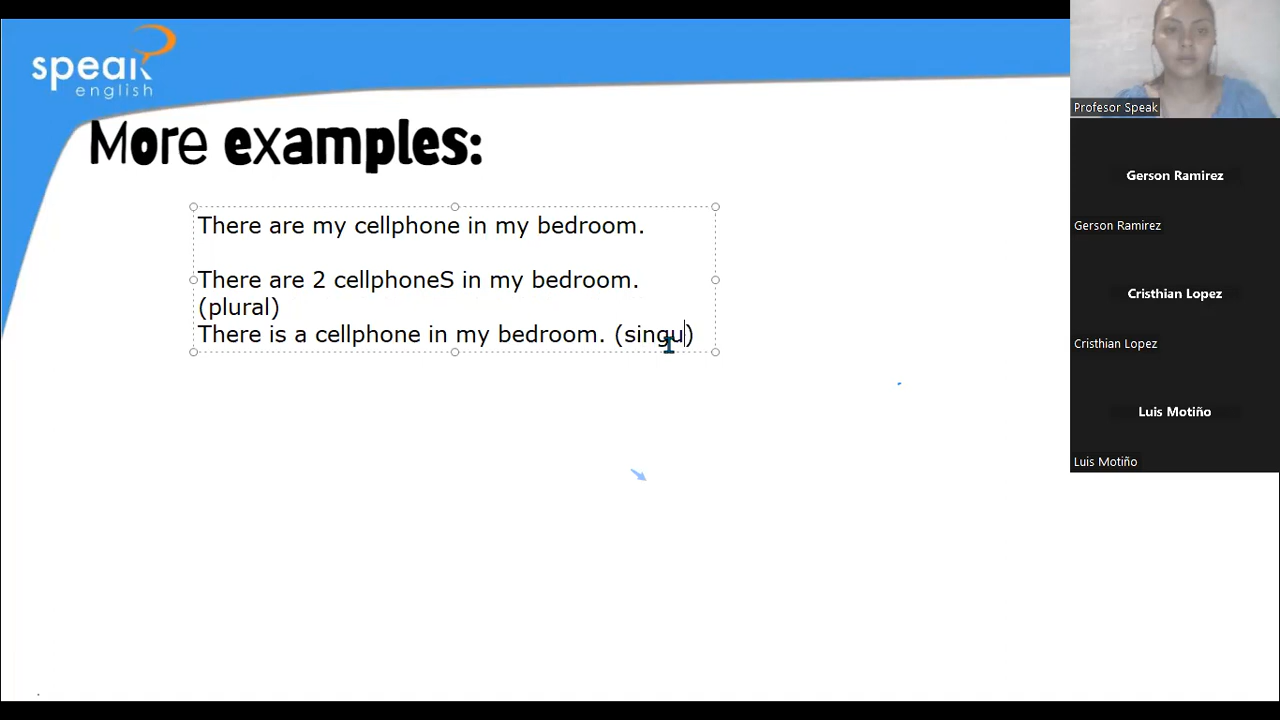 speak
english
More examples:
There are my cellphone in my bedroom.
There are 2 cellphoneS in my bedroom.
(plural)
There is a cellphone in my bedroom. (singu)
Profesor Speak
Gerson Ramirez
Gerson Ramirez
Cristhian Lopez
Cristhian Lopez
Luis Motiño
Luis Motiño